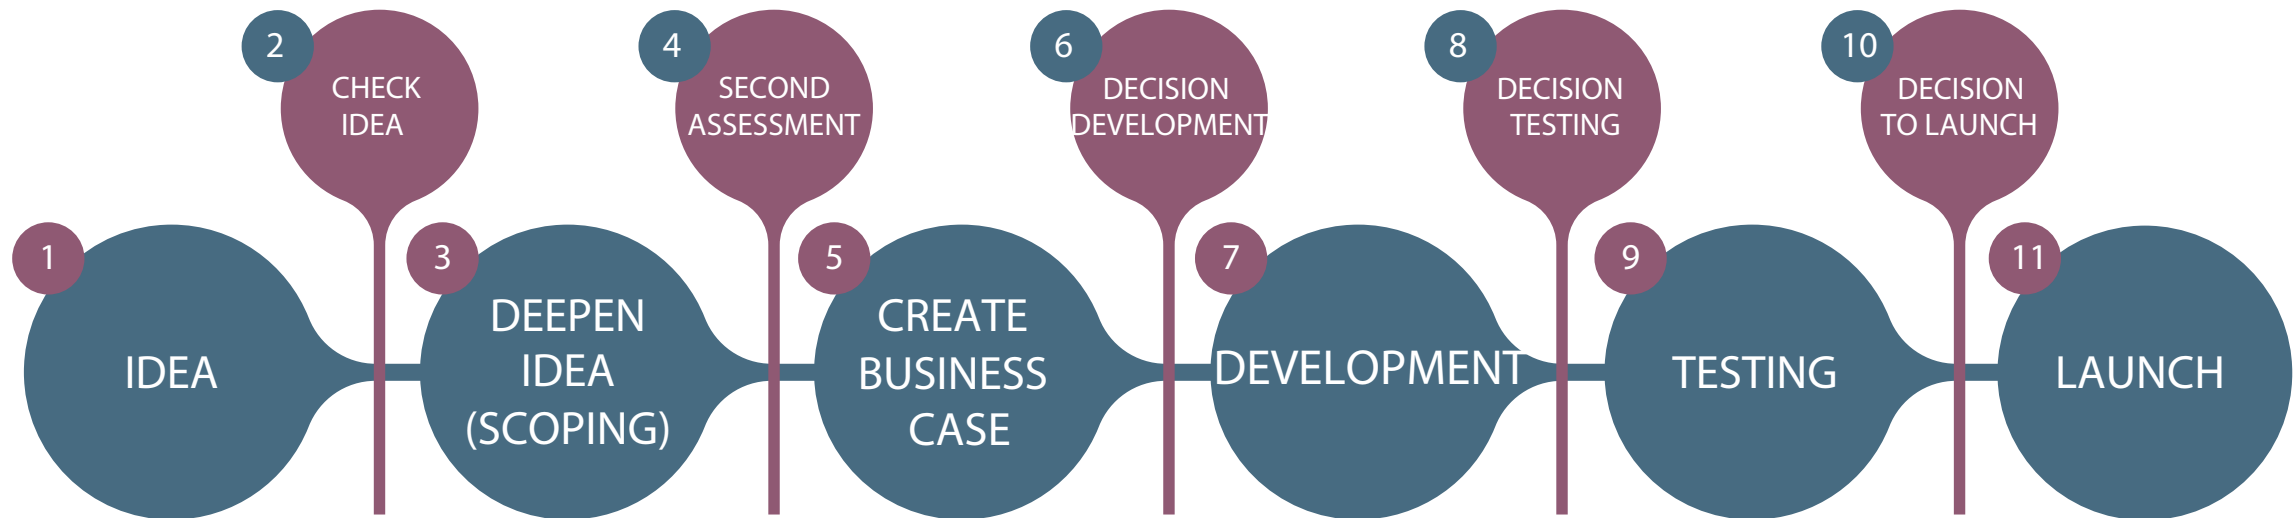 1
IDEA
2
CHECK
IDEA
3
DEEPEN
IDEA
(SCOPING)
4
SECOND
ASSESSMENT
5
CREATE
BUSINESS
CASE
6
DECISION
DEVELOPMENT
7
DEVELOPMENT
8
DECISION
TESTING
9
TESTING
10
DECISION
TO LAUNCH
11
LAUNCH